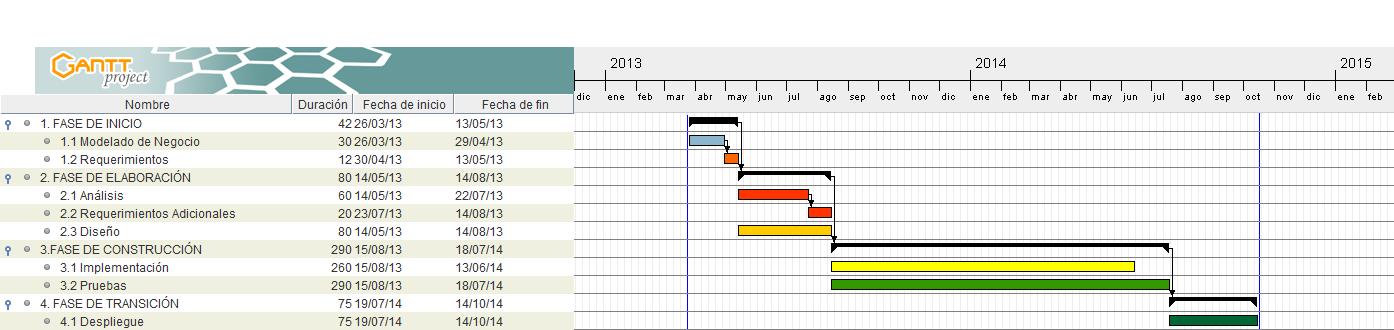 GANTT project
2013 2014 2015
dic ene feb mar abr may jun jul ago sep oct nov dic ene feb mar abr may jun jul ago sep oct nov dic ene feb
Nombre Duración Fecha de inicio Fecha de fin
1. FASE DE INICIO 42 26/03/13 13/05/13
1.1 Modelado de Negocio 30 26/03/13 29/04/13
1.2 Requerimientos 12 30/04/13 13/05/13
2. FASE DE ELABORACIÓN 80 14/05/13 14/08/13
2.1 Análisis 60 14/05/13 22/07/13
2.2 Requerimientos Adicionales 20 23/07/13 14/08/13
2.3 Diseño 80 14/05/13 14/08/13
3.FASE DE CONSTRUCCIÓN 290 15/08/13 18/07/14
3.1 Implementación 260 15/08/13 13/06/14
3.2 Pruebas 290 15/08/13 18/07/14
4. FASE DE TRANSICIÓN 75 19/07/14 14/10/14
4.1 Despliegue 75 19/07/14 14/10/14